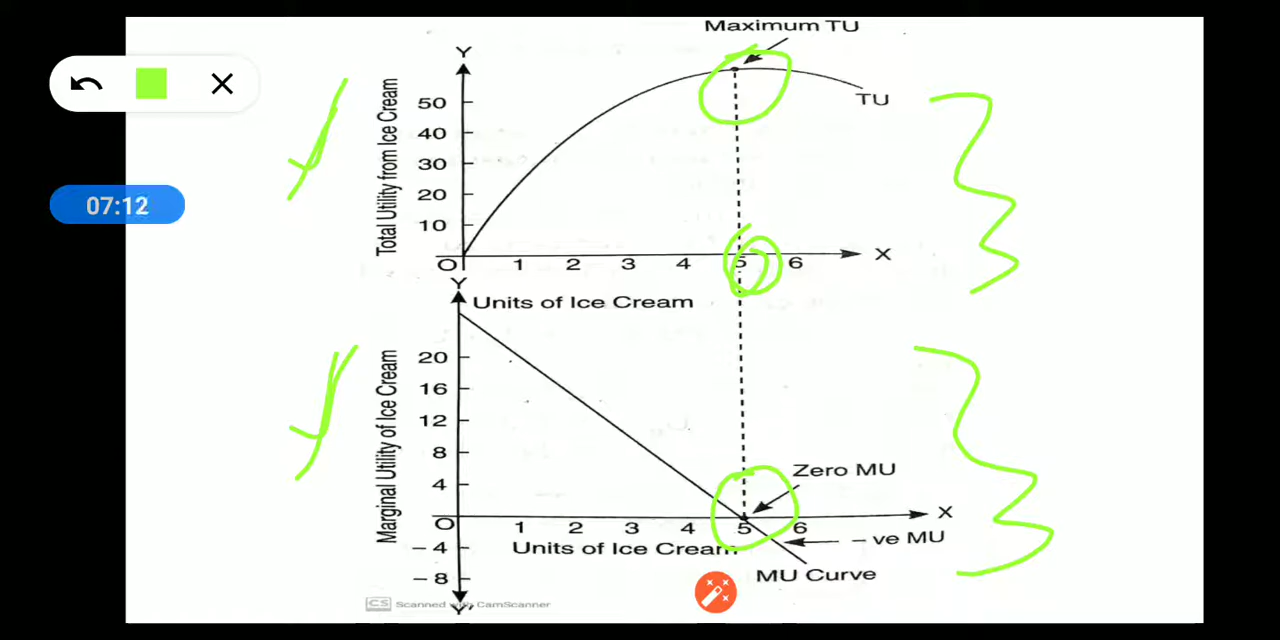 Maximum TU
Y
Total Utility from Ice Cream
50
40
30
20
10
TU
O 1 2 3 4 5 6 X
Y
Units of Ice Cream
07:12
Marginal Utility of Ice Cream
20
16
12
8
4
Zero MU
O 1 2 3 4 5 6 X
Units of Ice Cream
– ve MU
– 4
– 8
MU Curve
Y'
CS Scanned with CamScanner